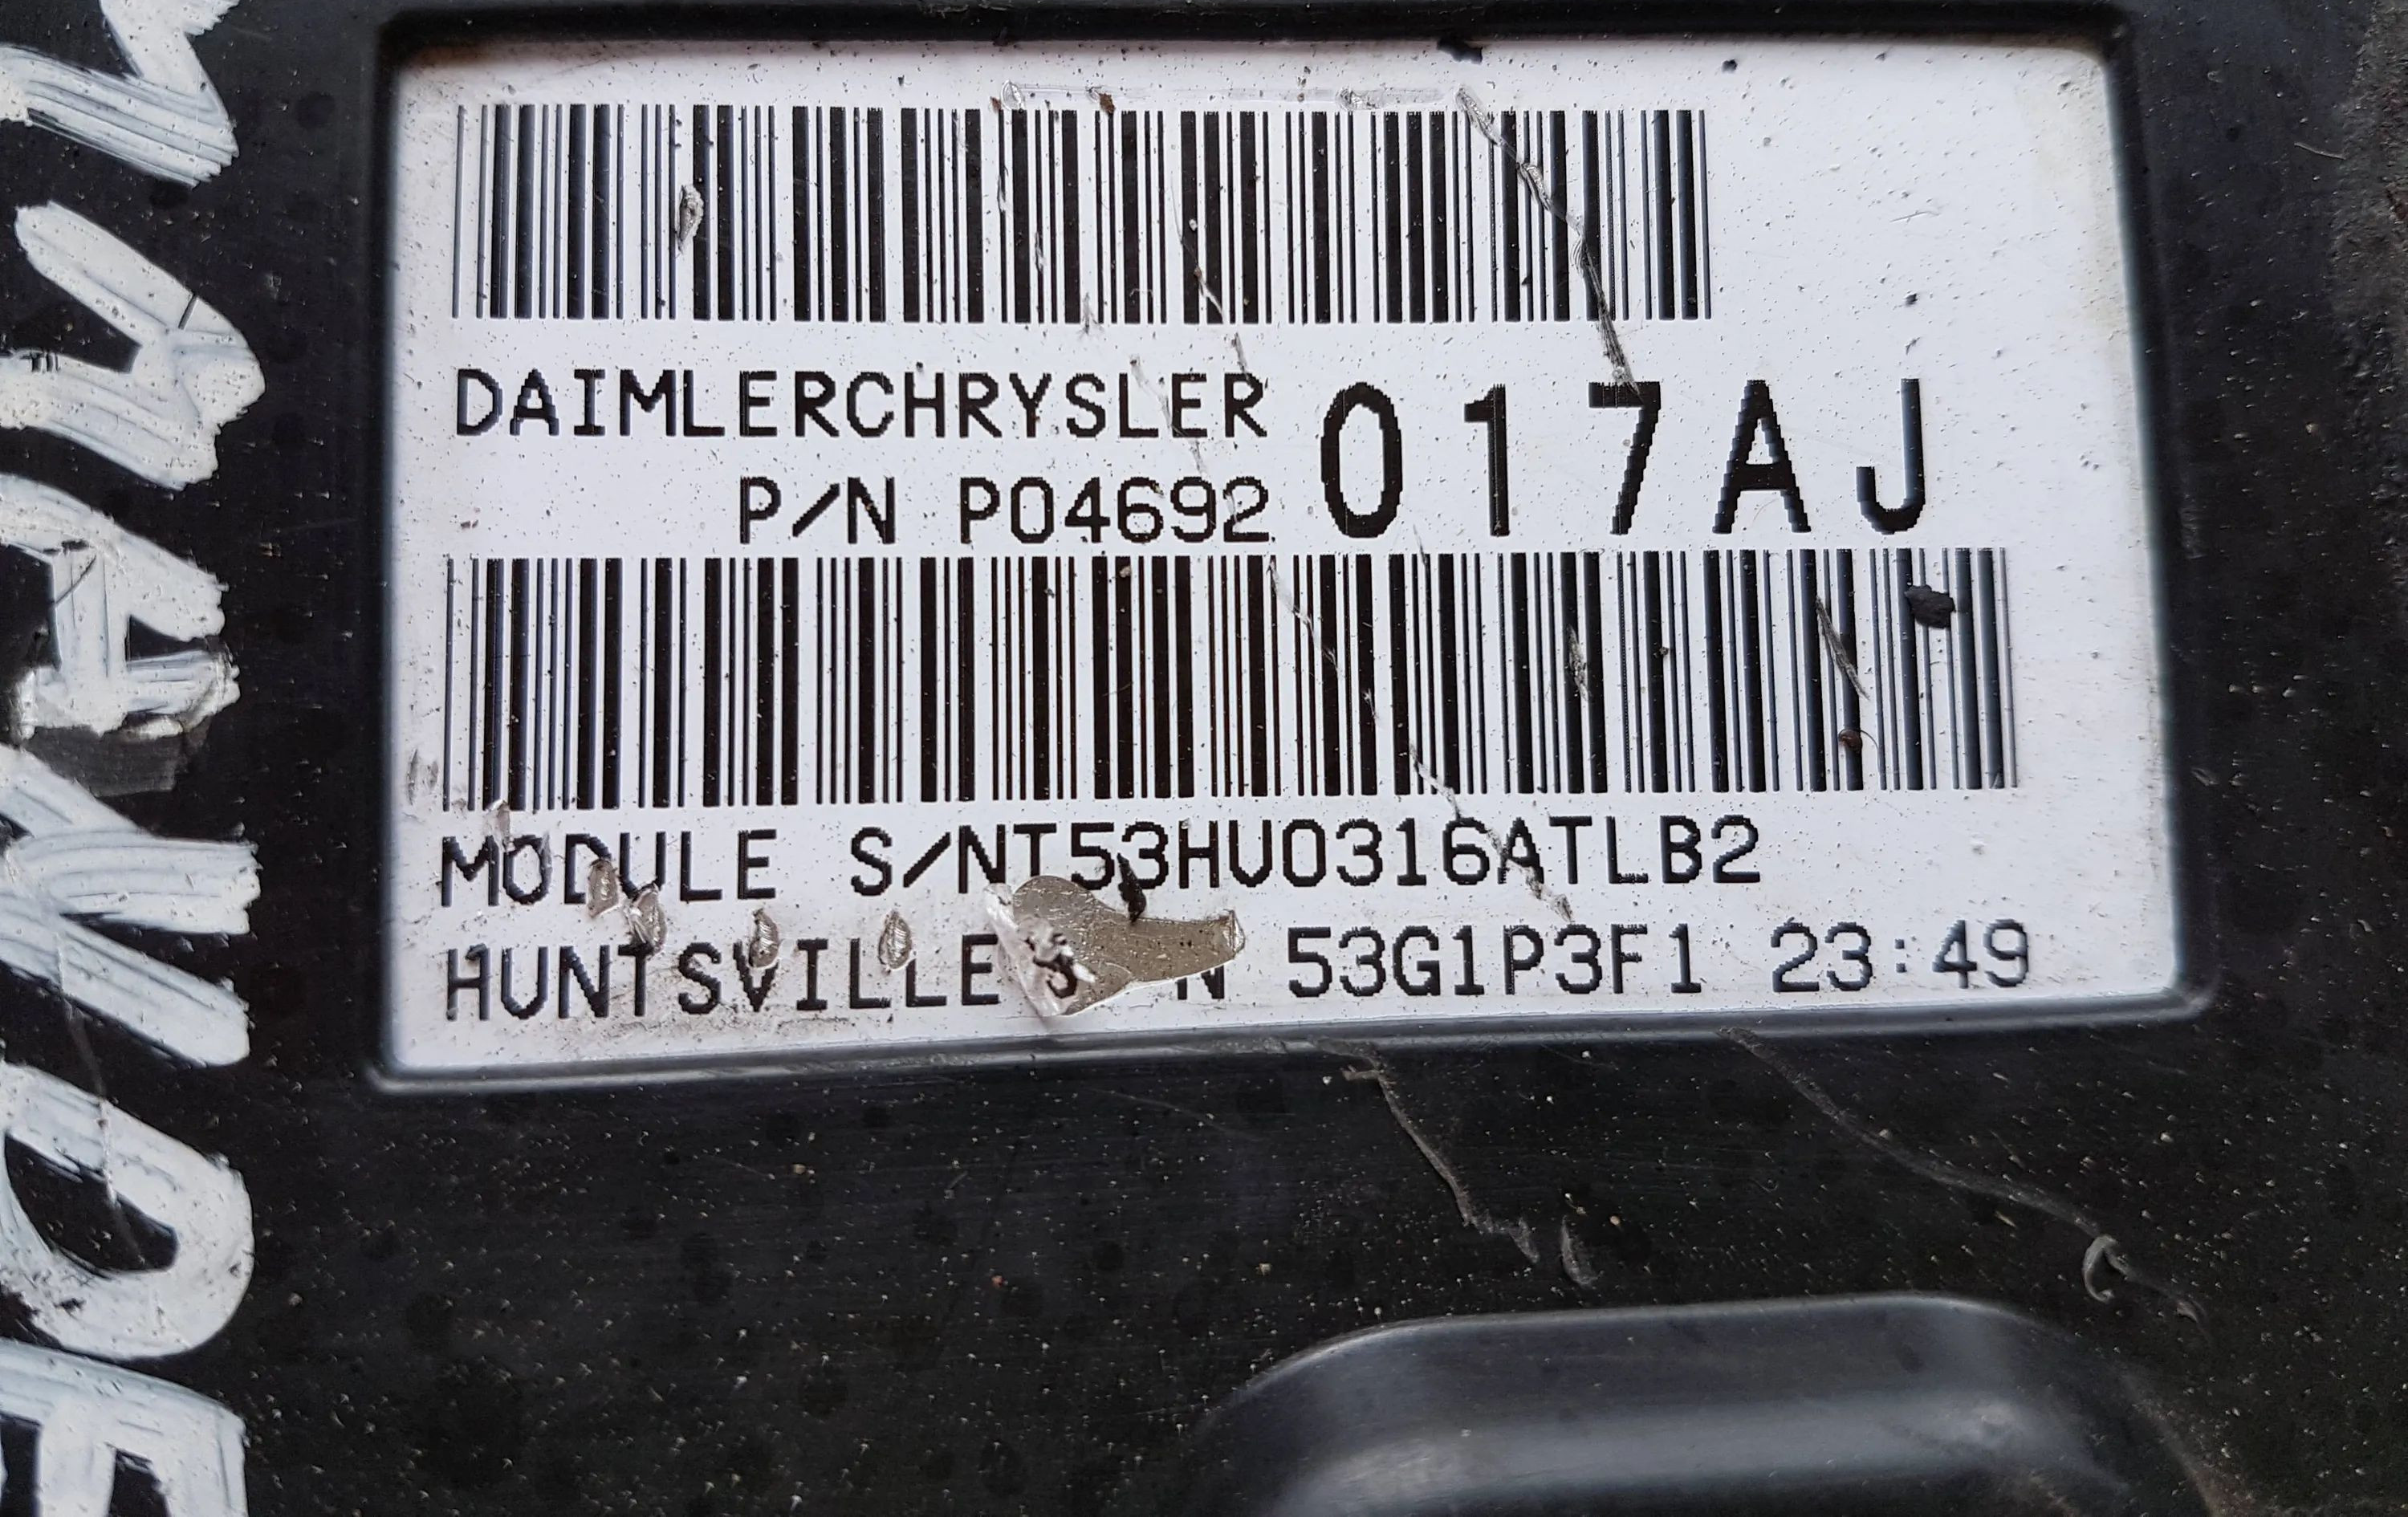 DAIMLERCHRYSLER 017AJ
P/N P04692
MODULE S/NT53HV0316ATLB2
HUNTSVILLE 53G1P3F1 23:49